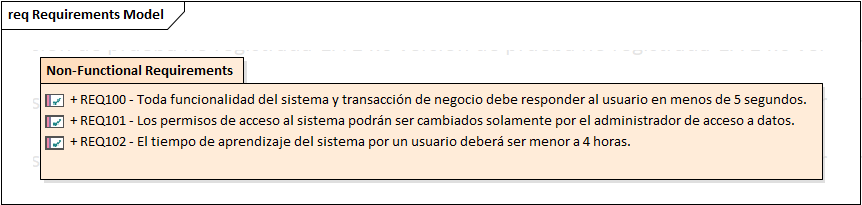 req Requirements Model
Non-Functional Requirements
+ REQ100 - Toda funcionalidad del sistema y transacción de negocio debe responder al usuario en menos de 5 segundos.
+ REQ101 - Los permisos de acceso al sistema podrán ser cambiados solamente por el administrador de acceso a datos.
+ REQ102 - El tiempo de aprendizaje del sistema por un usuario deberá ser menor a 4 horas.